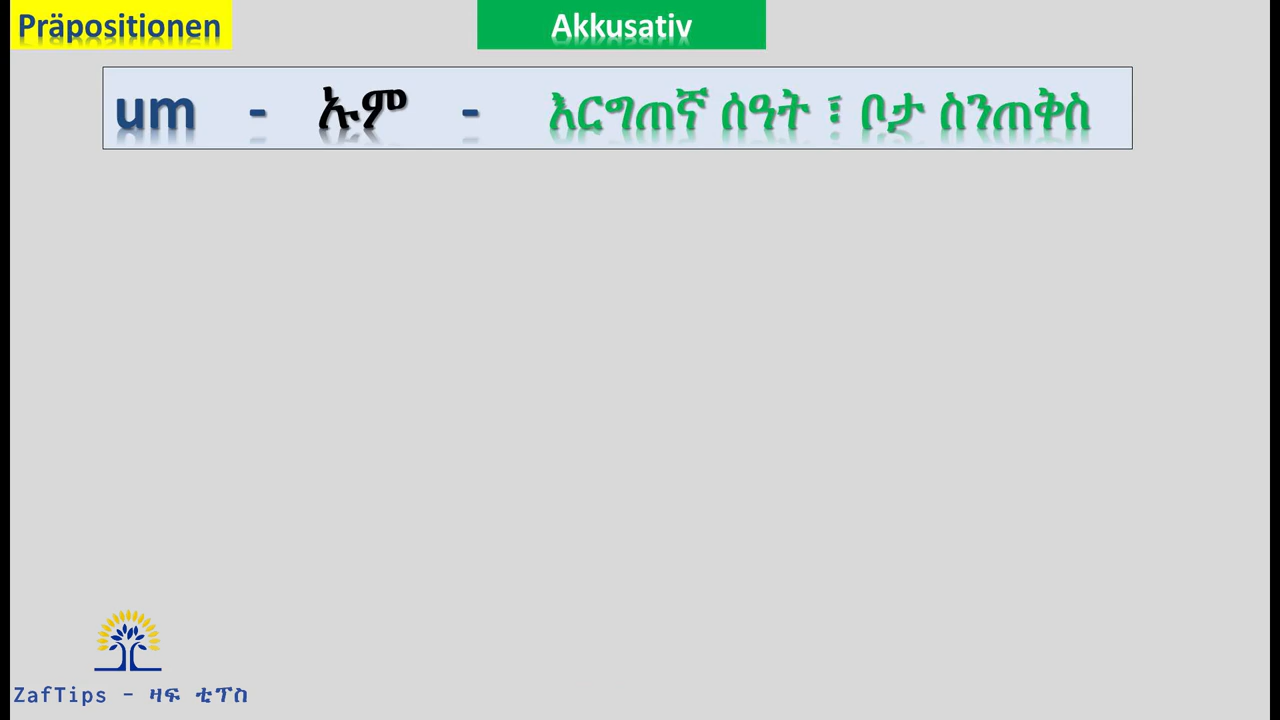 Präpositionen
Akkusativ
um - ኡም - እርግጠኛ ሰዓት ፣ ቦታ ስንጠቅስ
ZafTips - ዛፍ ቲፕስ